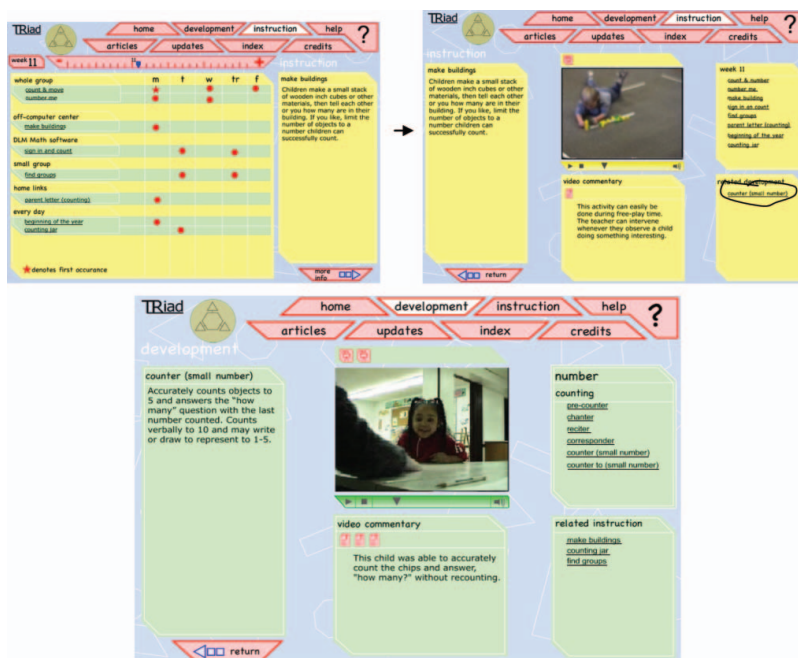 TRiad
home development instruction help ?
articles updates index credits
week 11
11
instruction
whole group m t w tr f
count & move
number me
off-computer center
make buildings
DLM Math software
sign in and count
small group
find groups
home links
parent letter (counting)
every day
beginning of the year
counting jar
denotes first accurance
make buildings
Children make a small stack
of wooden inch cubes or other
materials, then tell each other
or you how many are in their
building. If you like, limit the
number of objects to a
number children can
successfully count.
more
info
TRiad
home development instruction help ?
articles updates index credits
instruction
make buildings
Children make a small stack
of wooden inch cubes or other
materials, then tell each other
or you how many are in their
building. If you like, limit the
number of objects to a
number children can
successfully count.
video commentary
This activity can easily be
done during free-play time.
The teacher can intervene
whenever they observe a child
doing something interesting.
week 11
count & number
number me
make building
sign in an count
find groups
parent letter (counting)
beginning of the year
counting jar
related development
counter (small number)
return
TRiad
home development instruction help ?
articles updates index credits
development
counter (small number)
Accurately counts objects to
5 and answers the "how
many" question with the last
number counted. Counts
verbally to 10 and may write
or draw to represent to 1-5.
video commentary
This child was able to accurately
count the chips and answer,
"how many?" without recounting.
number
counting
pre-counter
chanter
reciter
corresponder
counter (small number)
counter to (small number)
related instruction
make buildings
counting jar
find groups
return